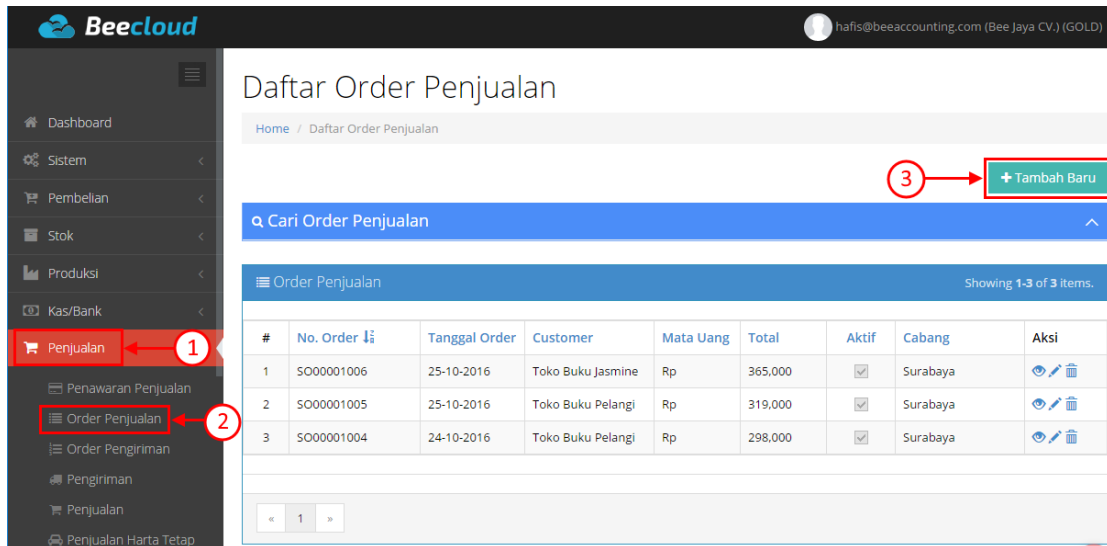 Beecloud
hafis@beeaccounting.com (Bee Jaya CV.) (GOLD)
Dashboard
Sistem
Pembelian
Stok
Produksi
Kas/Bank
Penjualan
1
Penawaran Penjualan
Order Penjualan
2
Order Pengiriman
Pengiriman
Penjualan
Penjualan Harta Tetap
Daftar Order Penjualan
Home / Daftar Order Penjualan
3
+ Tambah Baru
Cari Order Penjualan
Order Penjualan Showing 1-3 of 3 items.
# No. Order Tanggal Order Customer Mata Uang Total Aktif Cabang Aksi
1 SO00001006 25-10-2016 Toko Buku Jasmine Rp 365,000 Surabaya
2 SO00001005 25-10-2016 Toko Buku Pelangi Rp 319,000 Surabaya
3 SO00001004 24-10-2016 Toko Buku Pelangi Rp 298,000 Surabaya
« 1 »